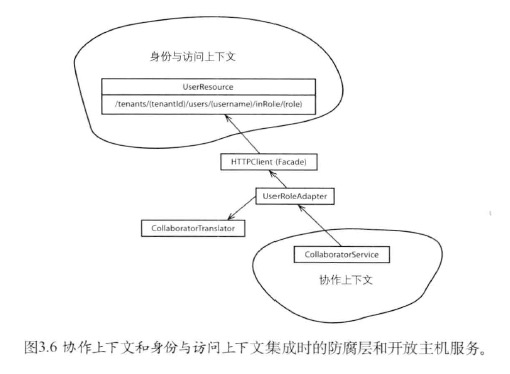 身份与访问上下文
UserResource
/tenants/{tenantId}/users/{username}/inRole/{role}
HTTPClient (Facade)
UserRoleAdapter
CollaboratorTranslator
CollaboratorService
协作上下文
图3.6 协作上下文和身份与访问上下文集成时的防腐层和开放主机服务。